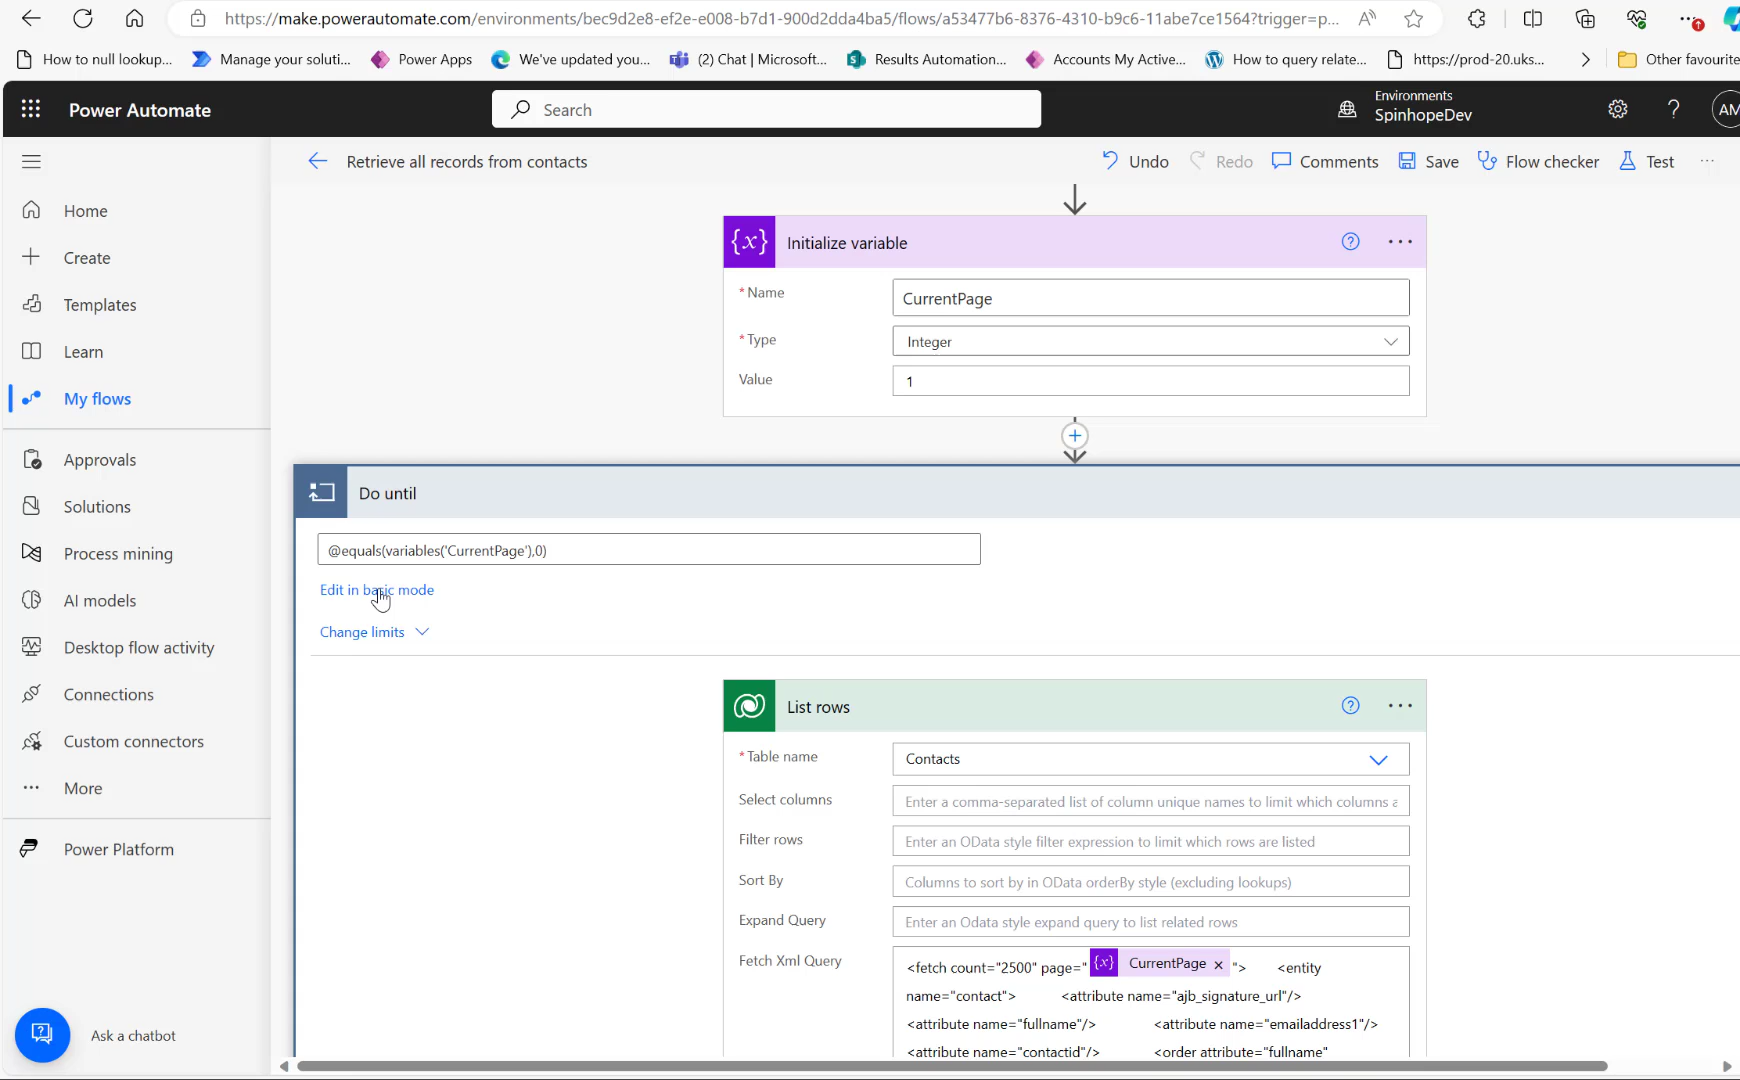 https://make.powerautomate.com/environments/bec9d2e8-ef2e-e008-b7d1-900d2dda4ba5/flows/a53477b6-8376-4310-b9c6-11abe7ce1564?trigger=p...
How to null lookup...
Manage your soluti...
Power Apps
We've updated you...
(2) Chat | Microsoft...
Results Automation...
Accounts My Active...
How to query relate...
https://prod-20.uks...
Other favourite
Power Automate
Search
Environments
SpinhopeDev
AM
Retrieve all records from contacts
Undo
Redo
Comments
Save
Flow checker
Test
Home
Create
Templates
Learn
My flows
Approvals
Solutions
Process mining
AI models
Desktop flow activity
Connections
Custom connectors
More
Power Platform
Ask a chatbot
{x} Initialize variable
* Name
CurrentPage
* Type
Integer
Value
1
Do until
@equals(variables('CurrentPage'),0)
Edit in basic mode
Change limits
List rows
* Table name
Contacts
Select columns
Enter a comma-separated list of column unique names to limit which columns a
Filter rows
Enter an OData style filter expression to limit which rows are listed
Sort By
Columns to sort by in OData orderBy style (excluding lookups)
Expand Query
Enter an Odata style expand query to list related rows
Fetch Xml Query
<fetch count="2500" page=" {x} CurrentPage × "> <entity
name="contact"> <attribute name="ajb_signature_url"/>
<attribute name="fullname"/> <attribute name="emailaddress1"/>
<attribute name="contactid"/> <order attribute="fullname"